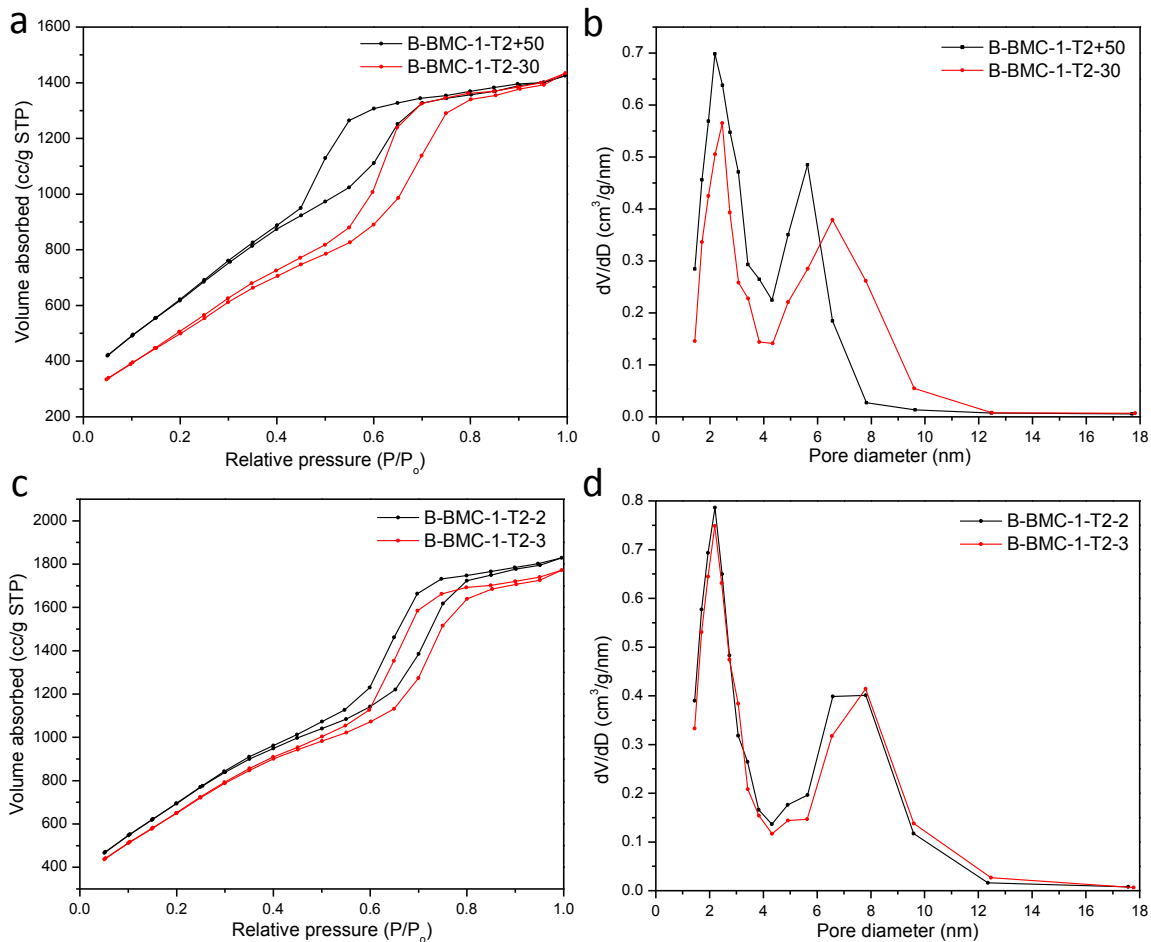 a
1600
1400
1200
1000
800
600
400
200
0.0 0.2 0.4 0.6 0.8 1.0
Volume absorbed (cc/g STP)
Relative pressure (P/Po)
B-BMC-1-T2+50
B-BMC-1-T2-30
b
0.7
0.6
0.5
0.4
0.3
0.2
0.1
0.0
0 2 4 6 8 10 12 14 16 18
dV/dD (cm³/g/nm)
Pore diameter (nm)
B-BMC-1-T2+50
B-BMC-1-T2-30
c
2000
1800
1600
1400
1200
1000
800
600
400
0.0 0.2 0.4 0.6 0.8 1.0
Volume absorbed (cc/g STP)
Relative pressure (P/Po)
B-BMC-1-T2-2
B-BMC-1-T2-3
d
0.8
0.7
0.6
0.5
0.4
0.3
0.2
0.1
0.0
0 2 4 6 8 10 12 14 16 18
dV/dD (cm³/g/nm)
Pore diameter (nm)
B-BMC-1-T2-2
B-BMC-1-T2-3